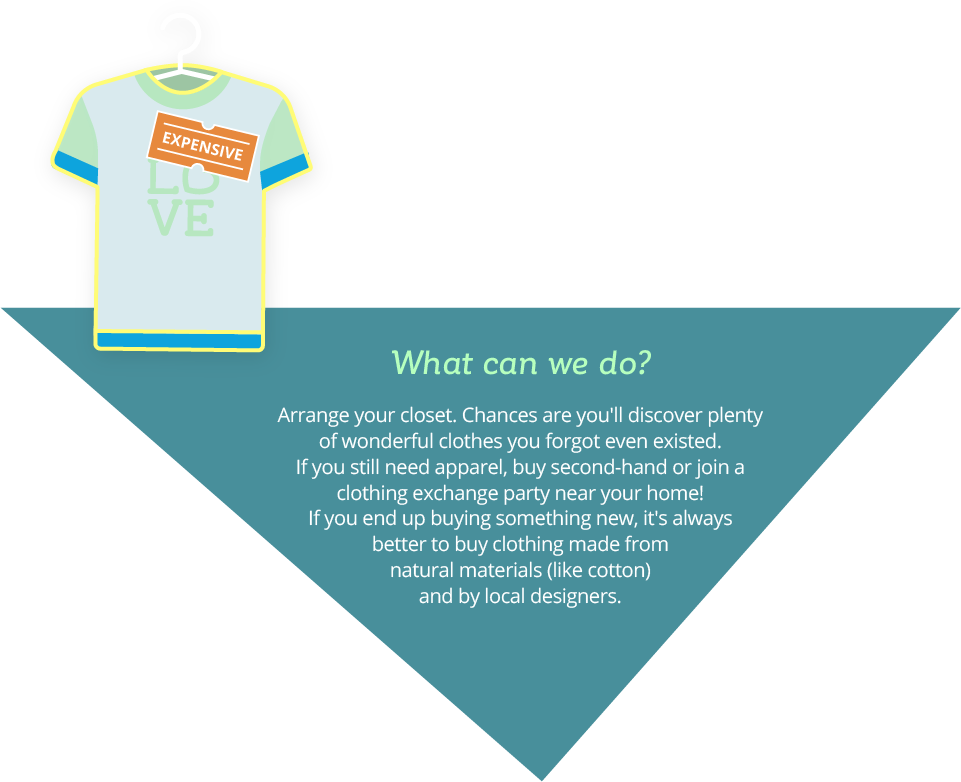 EXPENSIVE
LO
VE
What can we do?
Arrange your closet. Chances are you'll discover plenty
of wonderful clothes you forgot even existed.
If you still need apparel, buy second-hand or join a
clothing exchange party near your home!
If you end up buying something new, it's always
better to buy clothing made from
natural materials (like cotton)
and by local designers.